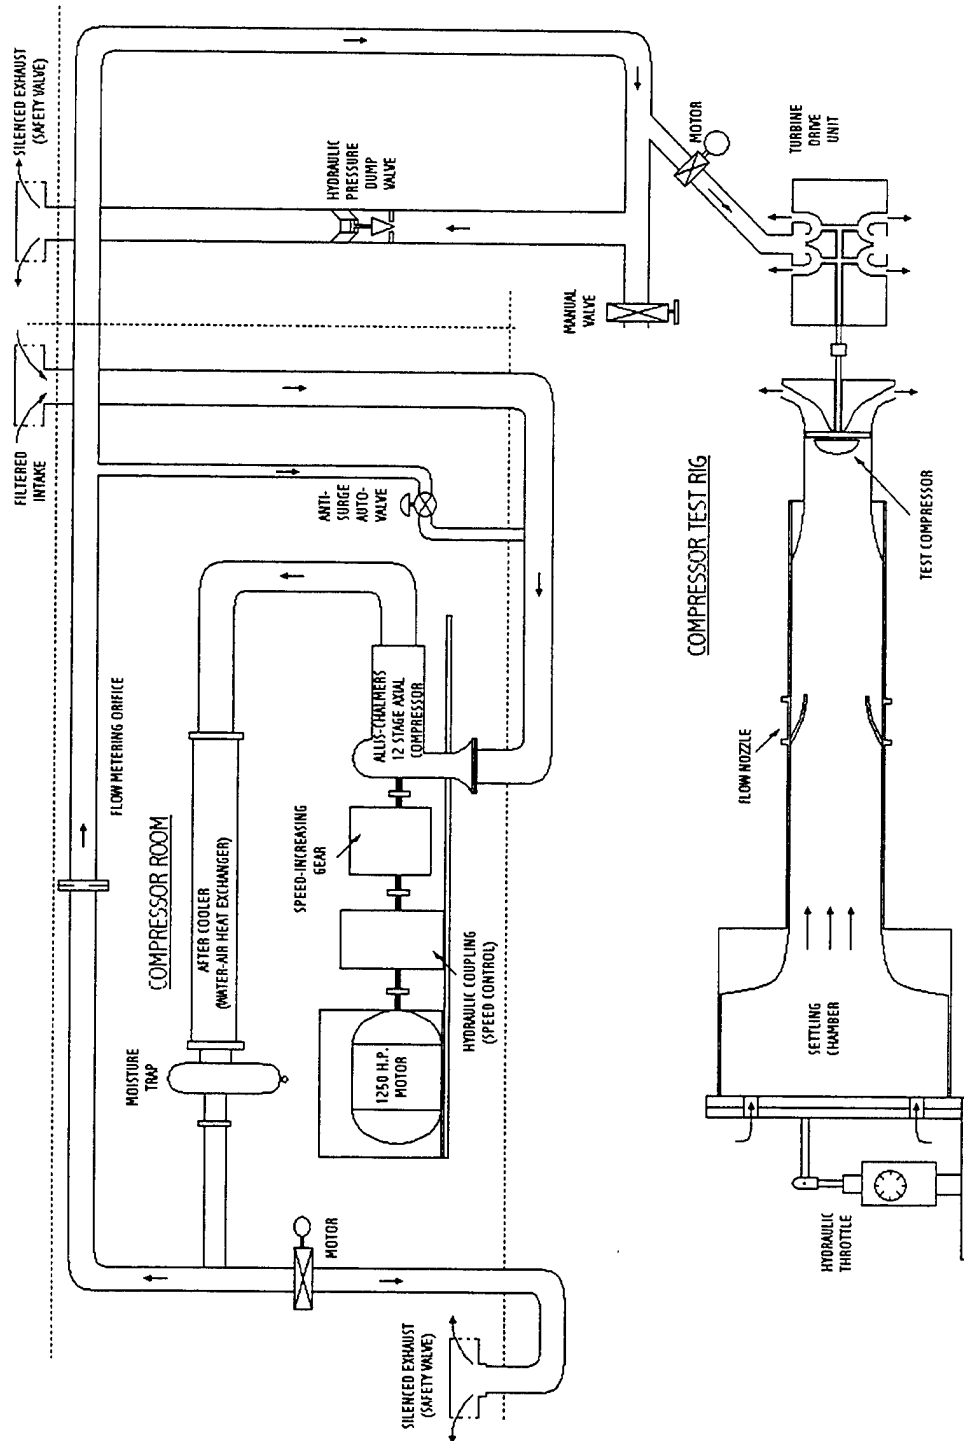 SILENCED EXHAUST
(SAFETY VALVE)
FILTERED
INTAKE
HYDRAULIC
PRESSURE
DUMP
VALVE
MOTOR
TURBINE
DRIVE
UNIT
MANUAL
VALVE
ANTI-
SURGE
AUTO-
VALVE
FLOW METERING ORIFICE
COMPRESSOR ROOM
AFTER COOLER
(WATER-AIR HEAT EXCHANGER)
MOISTURE
TRAP
ALLIS-CHALMERS
12 STAGE AXIAL
COMPRESSOR
SPEED-INCREASING
GEAR
HYDRAULIC COUPLING
(SPEED CONTROL)
1250 H.P.
MOTOR
MOTOR
SILENCED EXHAUST
(SAFETY VALVE)
COMPRESSOR TEST RIG
TEST COMPRESSOR
FLOW NOZZLE
SETTLING
CHAMBER
HYDRAULIC
THROTTLE